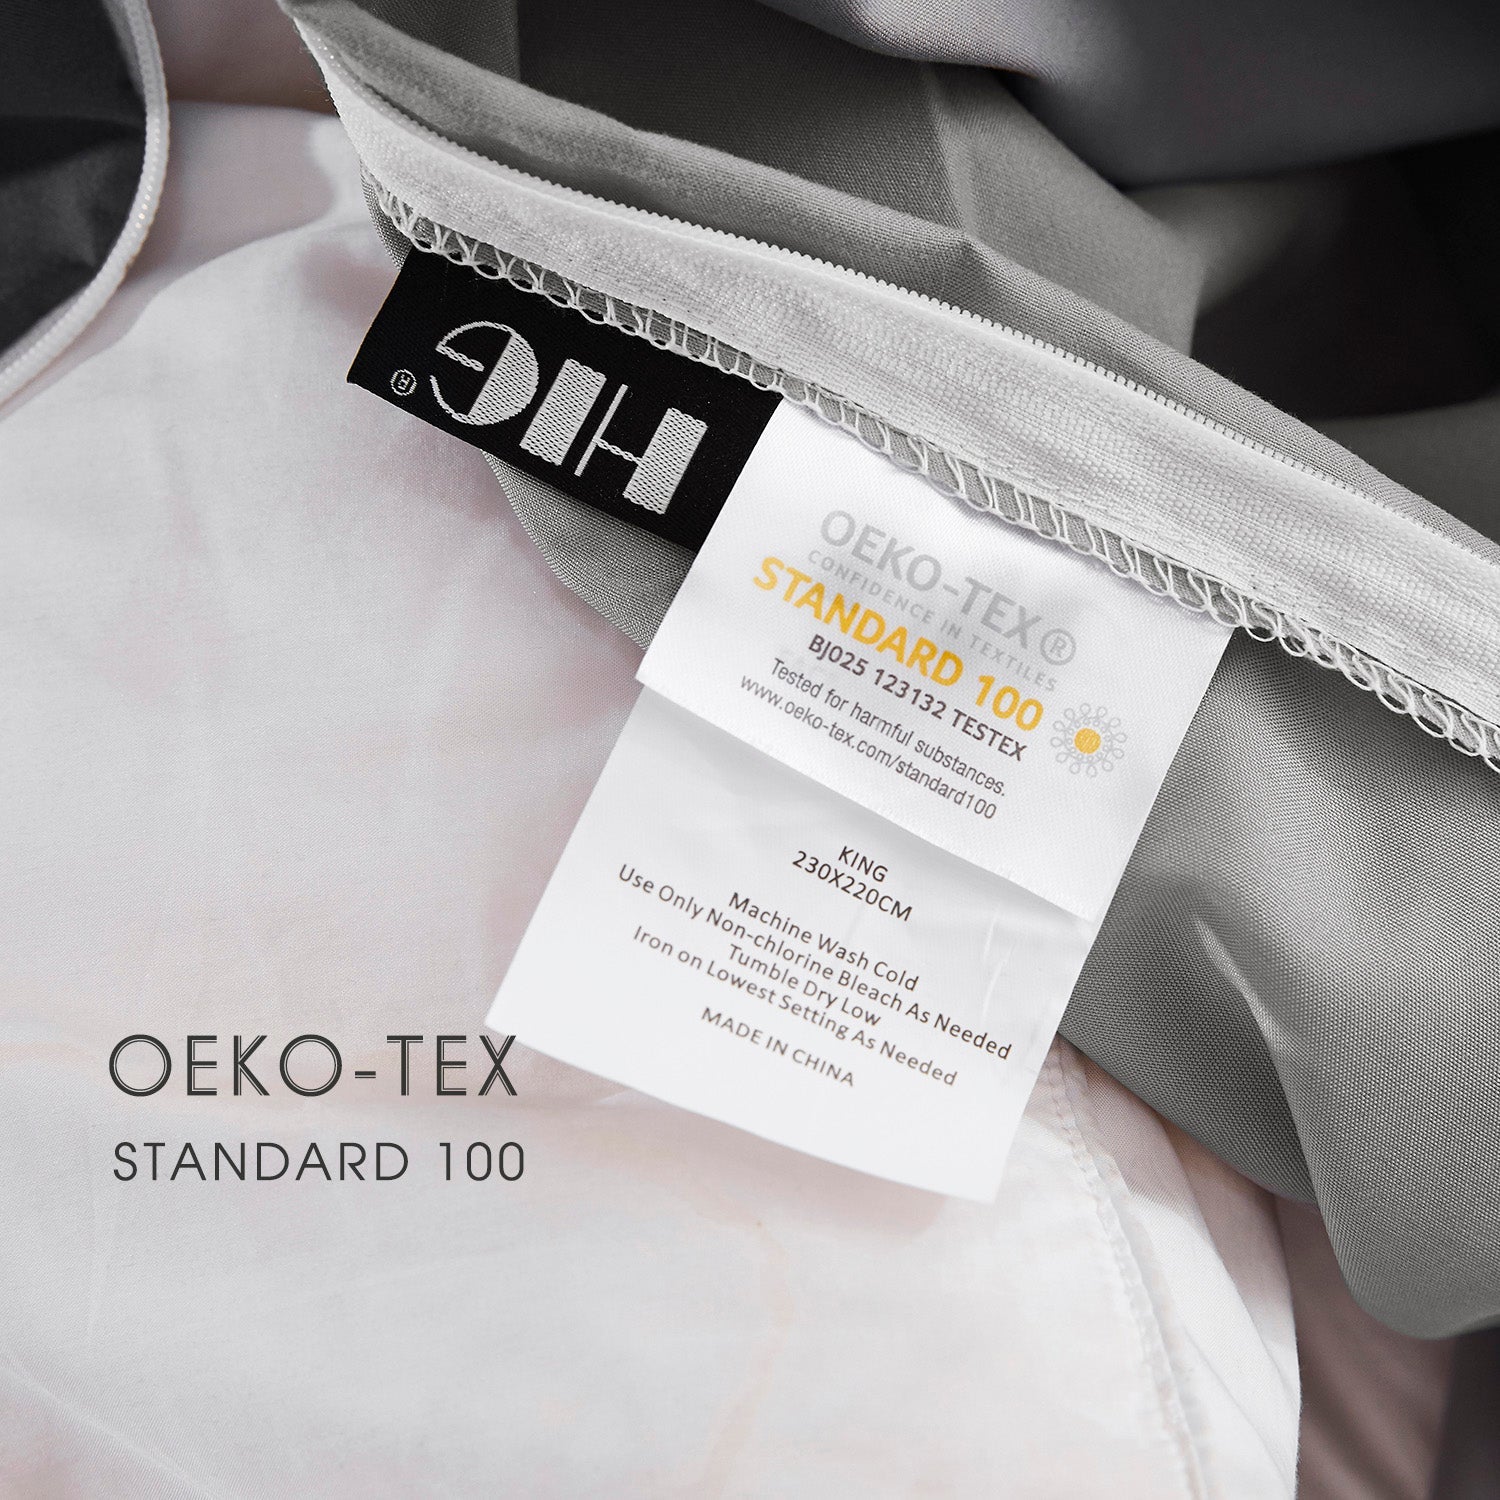 HIG®
OEKO-TEX®
CONFIDENCE IN TEXTILES
STANDARD 100
BJ025 123132 TESTEX
Tested for harmful substances.
www.oeko-tex.com/standard100
KING
230X220CM
Machine Wash Cold
Use Only Non-chlorine Bleach As Needed
Tumble Dry Low
Iron on Lowest Setting As Needed
MADE IN CHINA
OEKO-TEX
STANDARD 100